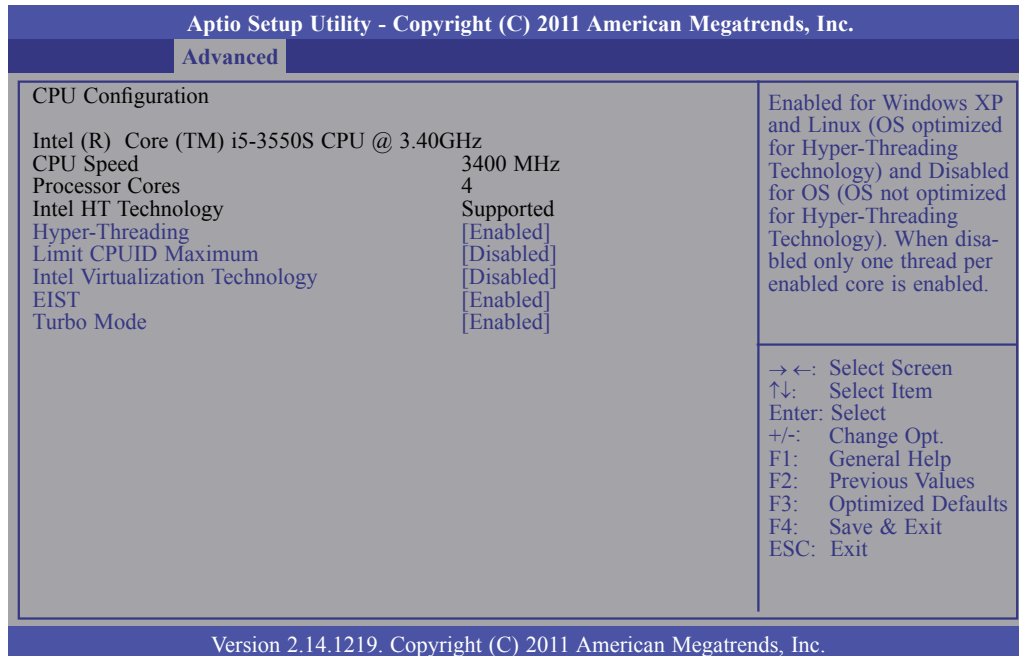 Aptio Setup Utility - Copyright (C) 2011 American Megatrends, Inc.
Advanced
CPU Configuration
Intel (R) Core (TM) i5-3550S CPU @ 3.40GHz
CPU Speed 3400 MHz
Processor Cores 4
Intel HT Technology Supported
Hyper-Threading [Enabled]
Limit CPUID Maximum [Disabled]
Intel Virtualization Technology [Disabled]
EIST [Enabled]
Turbo Mode [Enabled]
Enabled for Windows XP
and Linux (OS optimized
for Hyper-Threading
Technology) and Disabled
for OS (OS not optimized
for Hyper-Threading
Technology). When disa-
bled only one thread per
enabled core is enabled.
→ ←: Select Screen
↑↓: Select Item
Enter: Select
+/-: Change Opt.
F1: General Help
F2: Previous Values
F3: Optimized Defaults
F4: Save & Exit
ESC: Exit
Version 2.14.1219. Copyright (C) 2011 American Megatrends, Inc.